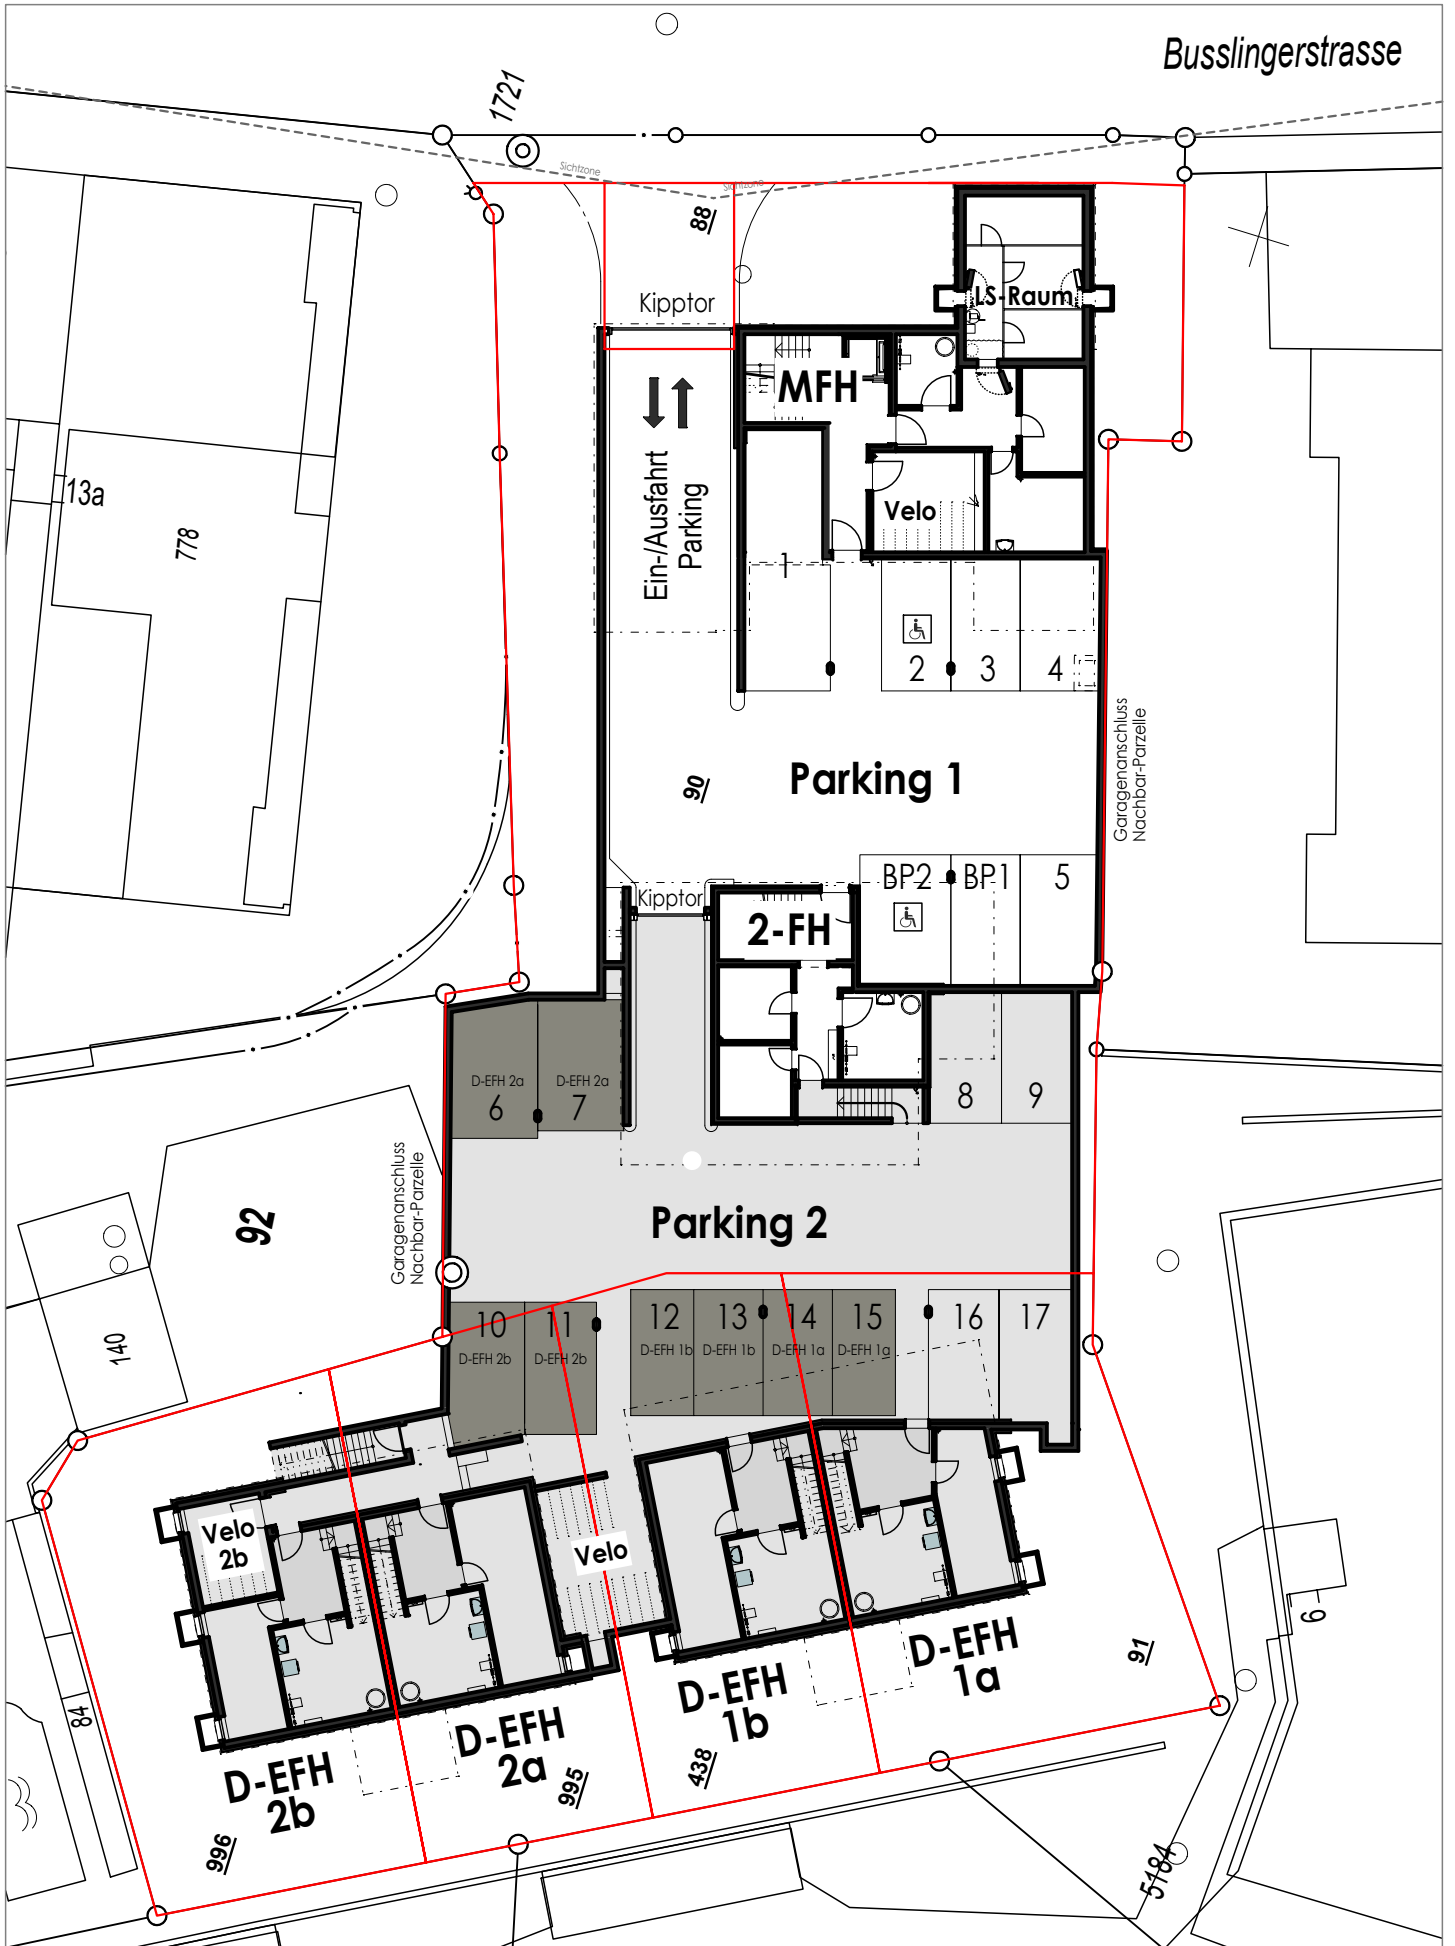 Busslingerstrasse
1721
Sichtzone
Sichtzone
88
Kipptor
LS-Raum
MFH
13a
778
Ein-/Ausfahrt
Parking
Velo
1
2
3
4
Garagenanschluss
Nachbar-Parzelle
90
Parking 1
BP2
BP1
5
Kipptor
2-FH
D-EFH 2a
6
D-EFH 2a
7
8
9
Garagenanschluss
Nachbar-Parzelle
92
Parking 2
140
10
D-EFH 2b
11
D-EFH 2b
12
D-EFH 1b
13
D-EFH 1b
14
D-EFH 1a
15
D-EFH 1a
16
17
Velo
2b
Velo
84
6
91
D-EFH
1a
D-EFH
1b
438
D-EFH
2a
995
D-EFH
2b
996
5184